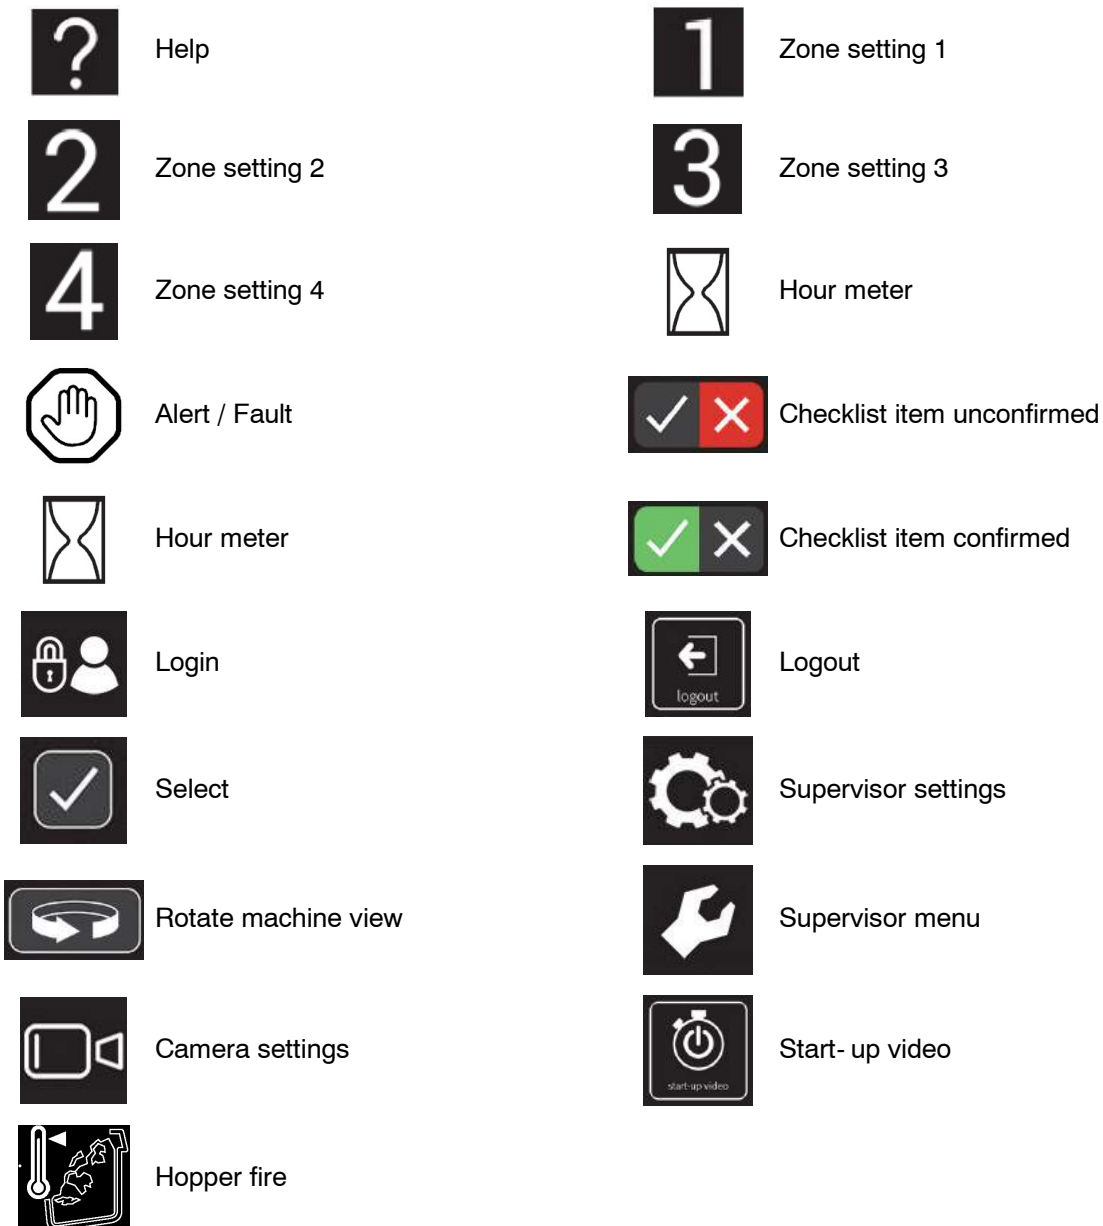 ? Help 1 Zone setting 1
2 Zone setting 2 3 Zone setting 3
4 Zone setting 4 Hour meter
Alert / Fault Checklist item unconfirmed
Hour meter Checklist item confirmed
Login logout Logout
Select Supervisor settings
Rotate machine view Supervisor menu
Camera settings start-up video Start- up video
Hopper fire